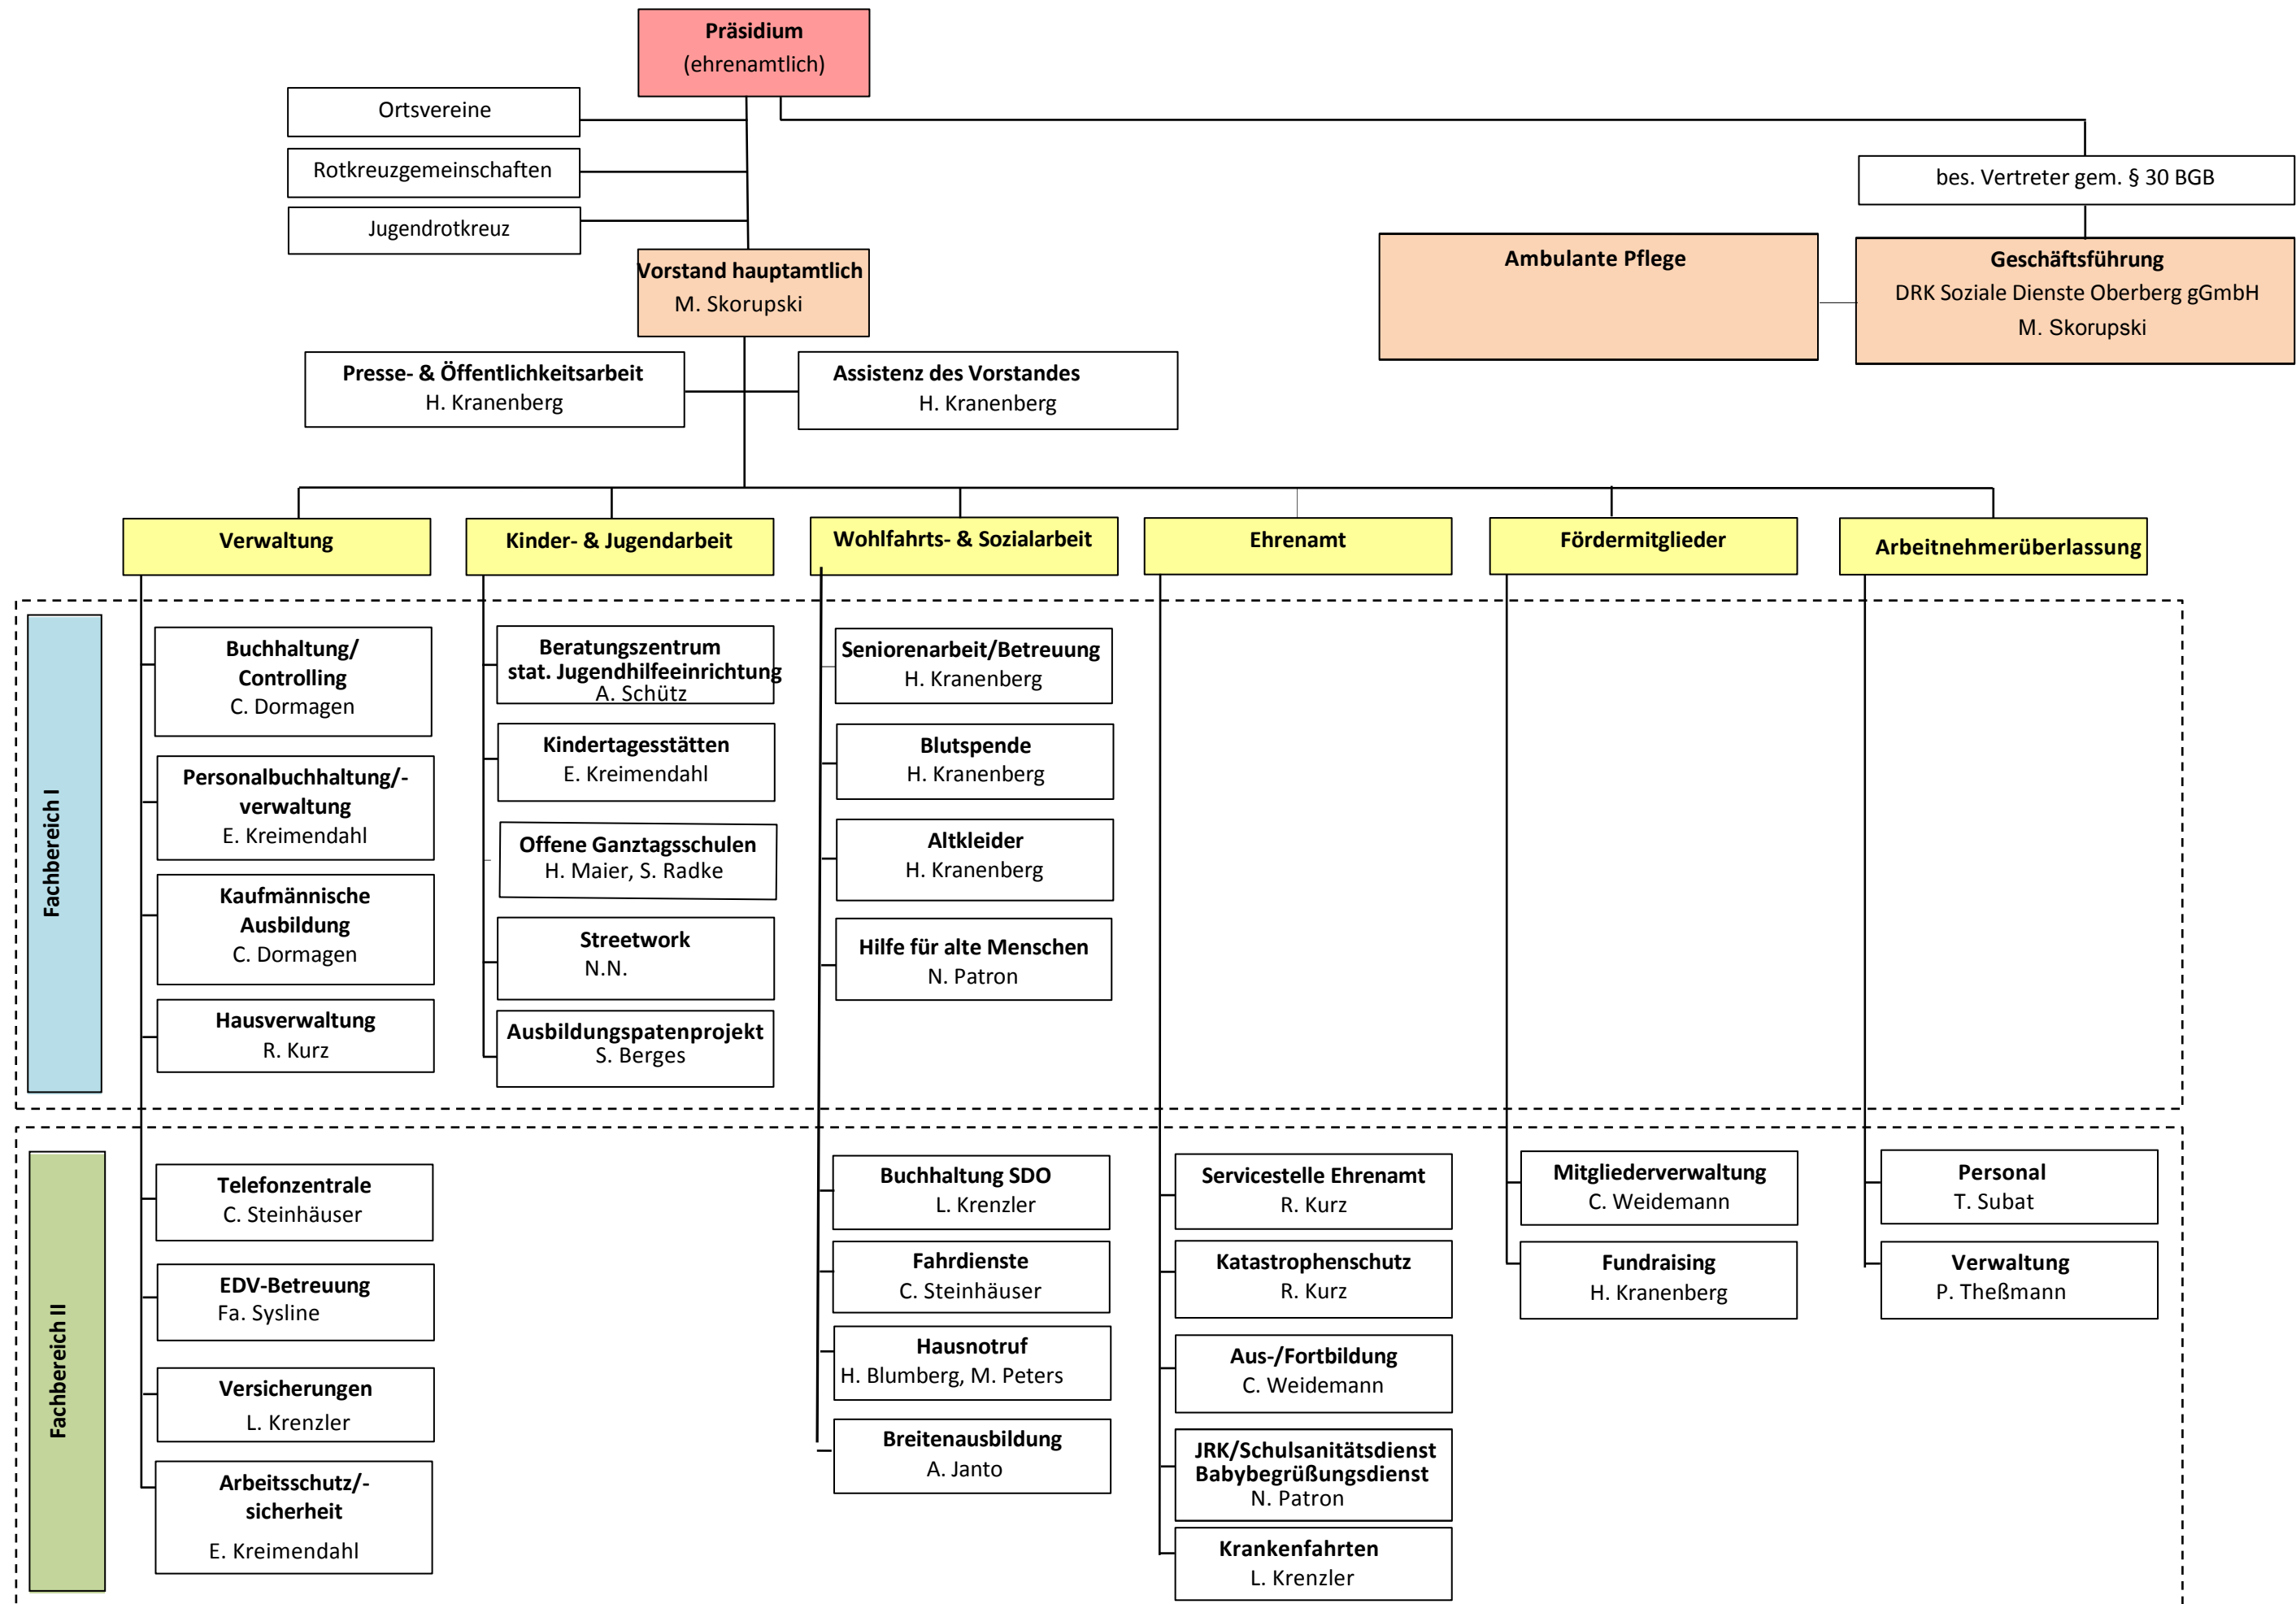 Präsidium
(ehrenamtlich)
Ortsvereine
Rotkreuzgemeinschaften
Jugendrotkreuz
bes. Vertreter gem. § 30 BGB
Vorstand hauptamtlich
M. Skorupski
Ambulante Pflege
Geschäftsführung
DRK Soziale Dienste Oberberg gGmbH
M. Skorupski
Presse- & Öffentlichkeitsarbeit
H. Kranenberg
Assistenz des Vorstandes
H. Kranenberg
Verwaltung
Kinder- & Jugendarbeit
Wohlfahrts- & Sozialarbeit
Ehrenamt
Fördermitglieder
Arbeitnehmerüberlassung
Fachbereich I
Buchhaltung/
Controlling
C. Dormagen
Personalbuchhaltung/-
verwaltung
E. Kreimendahl
Kaufmännische
Ausbildung
C. Dormagen
Hausverwaltung
R. Kurz
Beratungszentrum
stat. Jugendhilfeeinrichtung
A. Schütz
Kindertagesstätten
E. Kreimendahl
Offene Ganztagsschulen
H. Maier, S. Radke
Streetwork
N.N.
Ausbildungspatenprojekt
S. Berges
Seniorenarbeit/Betreuung
H. Kranenberg
Blutspende
H. Kranenberg
Altkleider
H. Kranenberg
Hilfe für alte Menschen
N. Patron
Fachbereich II
Telefonzentrale
C. Steinhäuser
EDV-Betreuung
Fa. Sysline
Versicherungen
L. Krenzler
Arbeitsschutz/-
sicherheit
E. Kreimendahl
Buchhaltung SDO
L. Krenzler
Fahrdienste
C. Steinhäuser
Hausnotruf
H. Blumberg, M. Peters
Breitenausbildung
A. Janto
Servicestelle Ehrenamt
R. Kurz
Katastrophenschutz
R. Kurz
Aus-/Fortbildung
C. Weidemann
JRK/Schulsanitätsdienst
Babybegrüßungsdienst
N. Patron
Krankenfahrten
L. Krenzler
Mitgliederverwaltung
C. Weidemann
Fundraising
H. Kranenberg
Personal
T. Subat
Verwaltung
P. Theßmann